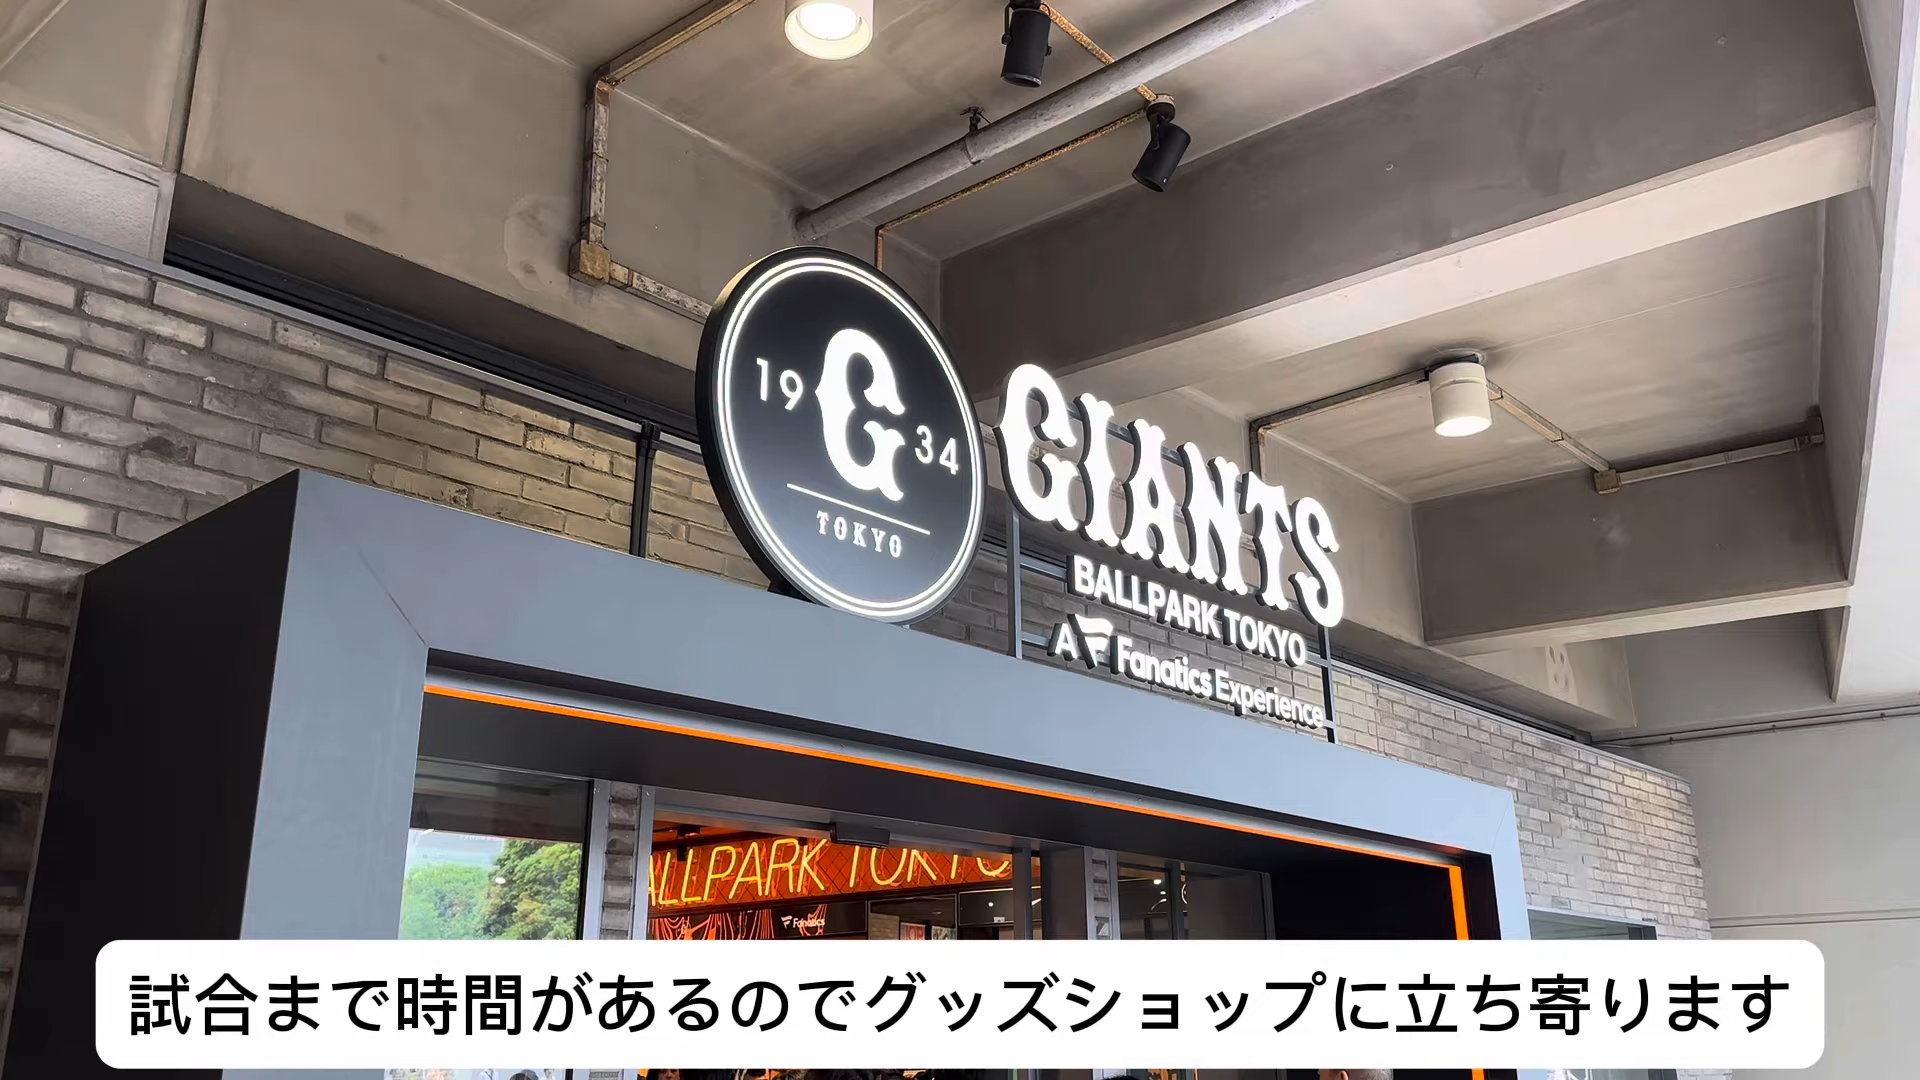 19 G 34
TOKYO
GIANTS
BALLPARK TOKYO
A Fanatics Experience
ALLPARK TOKYO
Fanatics
試合まで時間があるのでグッズショップに立ち寄ります